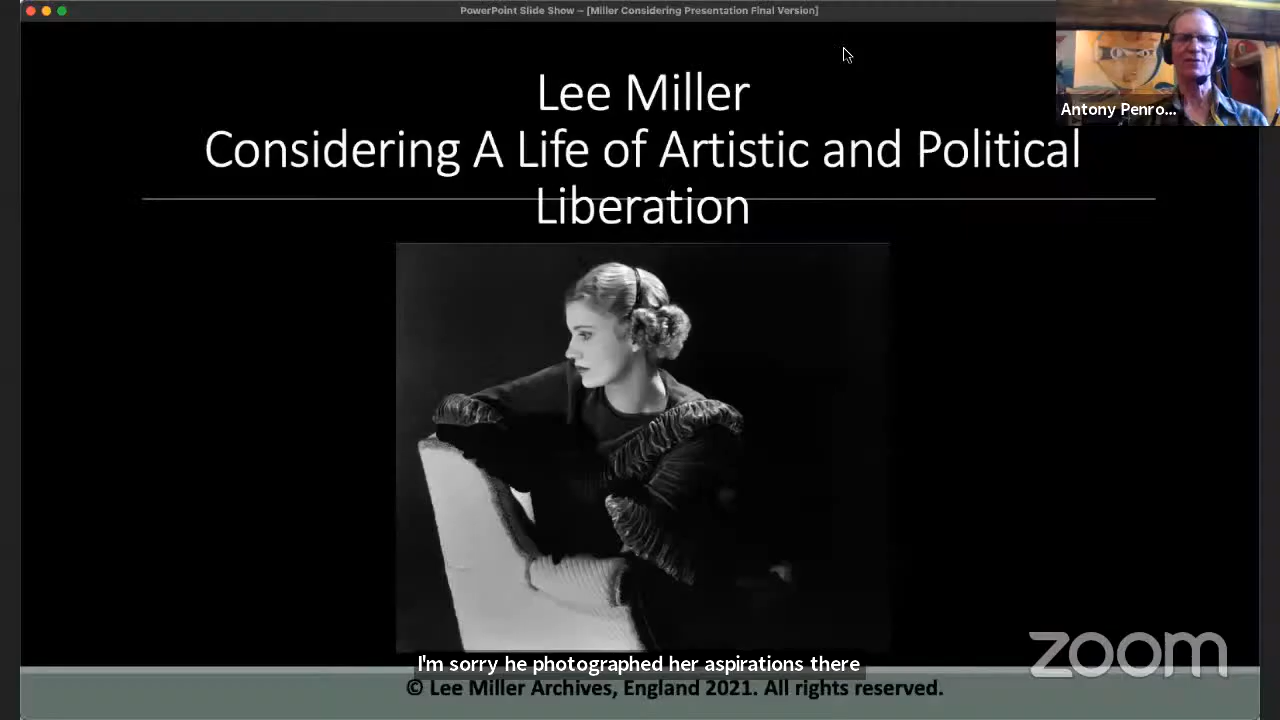 PowerPoint Slide Show – [Miller Considering Presentation Final Version]
Antony Penro...
Lee Miller
Considering A Life of Artistic and Political
Liberation
I'm sorry he photographed her aspirations there
zoom
© Lee Miller Archives, England 2021. All rights reserved.